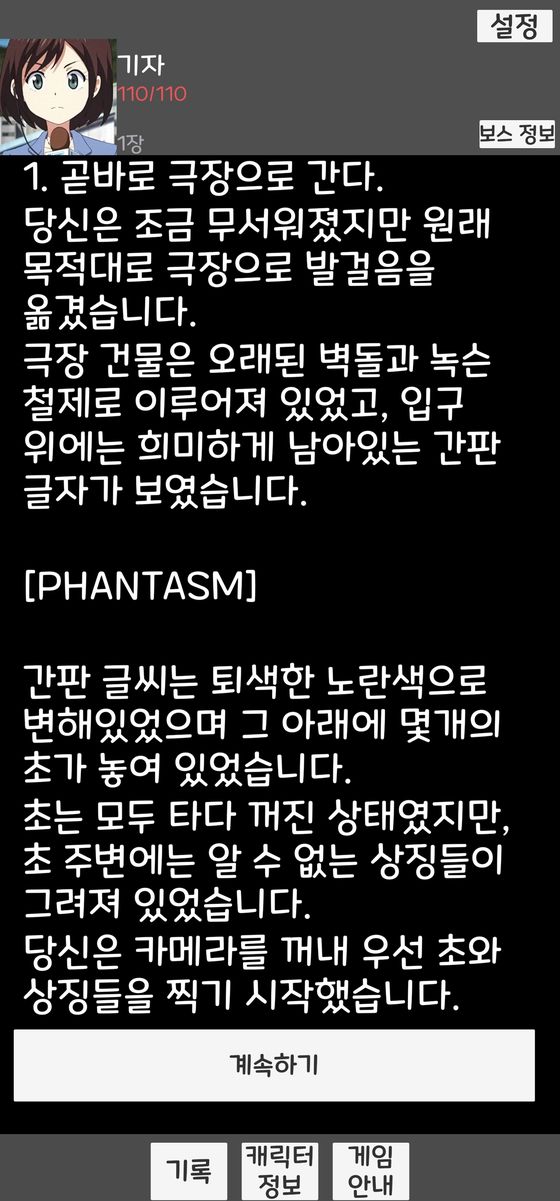 설정
기자
110/110
1장
보스 정보
1. 곧바로 극장으로 간다.
당신은 조금 무서워졌지만 원래
목적대로 극장으로 발걸음을
옮겼습니다.
극장 건물은 오래된 벽돌과 녹슨
철제로 이루어져 있었고, 입구
위에는 희미하게 남아있는 간판
글자가 보였습니다.
[PHANTASM]
간판 글씨는 퇴색한 노란색으로
변해있었으며 그 아래에 몇개의
초가 놓여 있었습니다.
초는 모두 타다 꺼진 상태였지만,
초 주변에는 알 수 없는 상징들이
그려져 있었습니다.
당신은 카메라를 꺼내 우선 초와
상징들을 찍기 시작했습니다.
계속하기
기록
캐릭터
정보
게임
안내